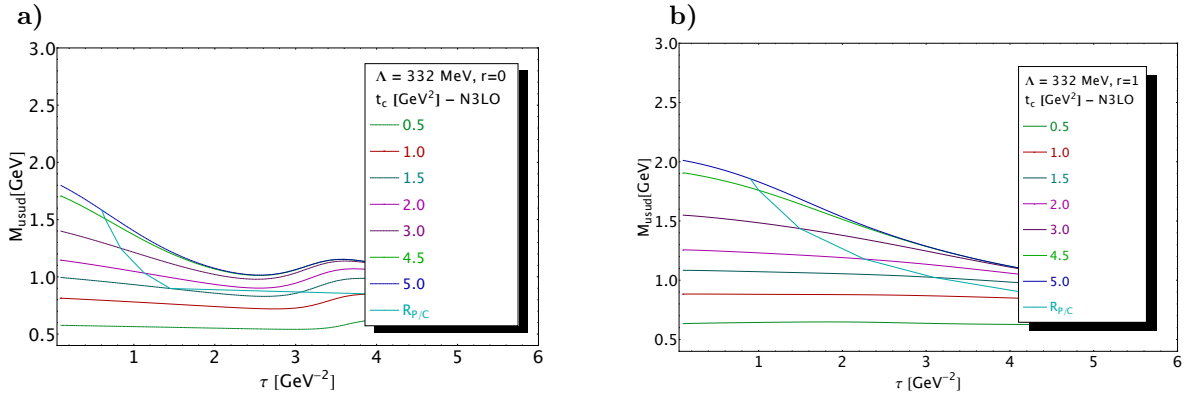 a)
3.0
2.5
2.0
1.5
1.0
0.5
M_usud[GeV]
1 2 3 4 5 6
τ [GeV⁻²]
Λ = 332 MeV, r=0
t_c [GeV²] – N3LO
0.5
1.0
1.5
2.0
3.0
4.5
5.0
R_P/C
b)
3.0
2.5
2.0
1.5
1.0
0.5
M_usud[GeV]
1 2 3 4 5 6
τ [GeV⁻²]
Λ = 332 MeV, r=1
t_c [GeV²] – N3LO
0.5
1.0
1.5
2.0
3.0
4.5
5.0
R_P/C